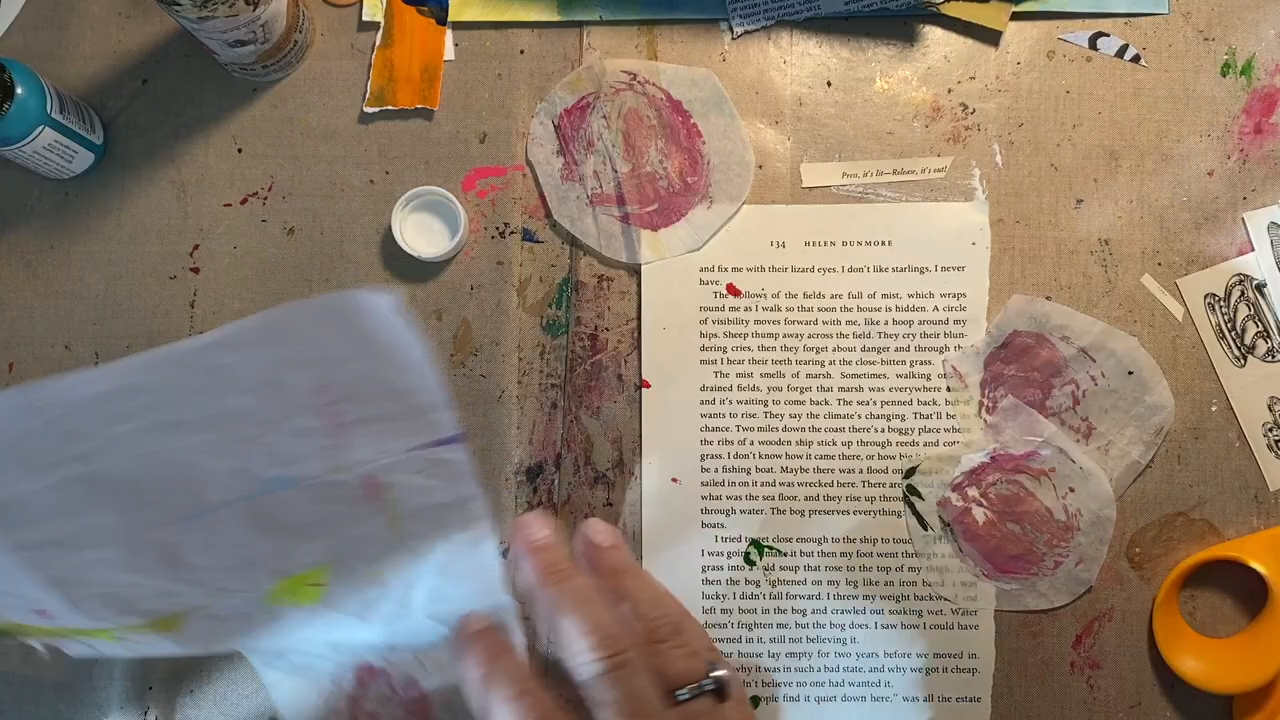 Press, it's lit—Release, it's out!
134 HELEN DUNMORE
and fix me with their lizard eyes. I don't like starlings, I never
have.
The hollows of the fields are full of mist, which wraps
round me as I walk so that soon the house is hidden. A circle
of visibility moves forward with me, like a hoop around my
hips. Sheep thump away across the field. They cry their blun-
dering cries, then they forget about danger and through the
mist I hear their teeth tearing at the close-bitten grass.
The mist smells of marsh. Sometimes, walking on
drained fields, you forget that marsh was everywhere
and it's waiting to come back. The sea's penned back, but it
wants to rise. They say the climate's changing. That'll be its
chance. Two miles down the coast there's a boggy place where
the ribs of a wooden ship stick up through reeds and cotton
grass. I don't know how it came there, or how big it
be a fishing boat. Maybe there was a flood on
sailed in on it and was wrecked here. There are
what was the sea floor, and they rise up through
through water. The bog preserves everything:
boats.
I tried to get close enough to the ship to touch
I was going to make it but then my foot went through a
grass into a cold soup that rose to the top of my thigh.
then the bog tightened on my leg like an iron band. I was
lucky. I didn't fall forward. I threw my weight backward and
left my boot in the bog and crawled out soaking wet. Water
doesn't frighten me, but the bog does. I saw how I could have
drowned in it, still not believing it.
Our house lay empty for two years before we moved in.
why it was in such a bad state, and why we got it cheap.
dn't believe no one had wanted it.
ople find it quiet down here," was all the estate